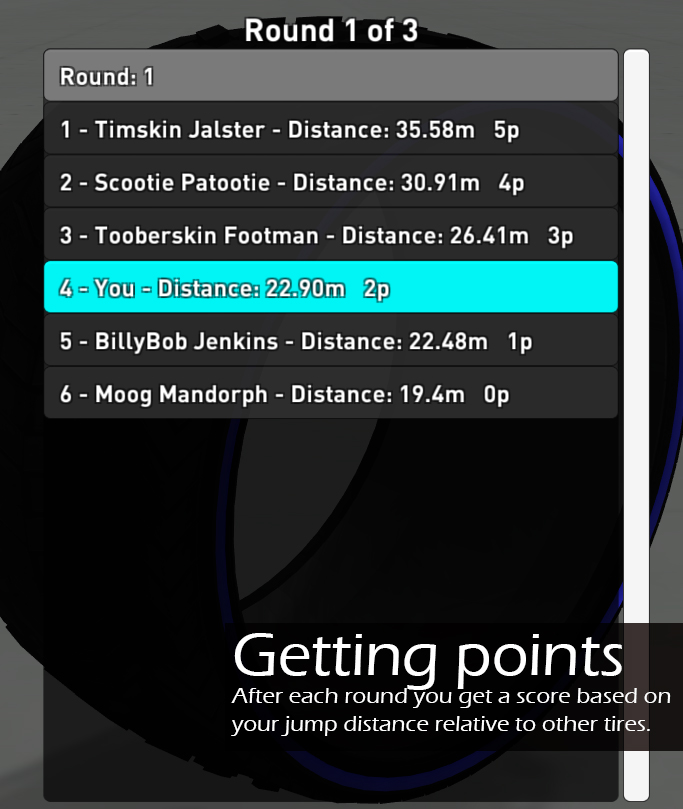 Round 1 of 3
Round: 1
1 - Timskin Jalster - Distance: 35.58m 5p
2 - Scootie Patootie - Distance: 30.91m 4p
3 - Tooberskin Footman - Distance: 26.41m 3p
4 - You - Distance: 22.90m 2p
5 - BillyBob Jenkins - Distance: 22.48m 1p
6 - Moog Mandorph - Distance: 19.4m 0p
Getting points
After each round you get a score based on
your jump distance relative to other tires.